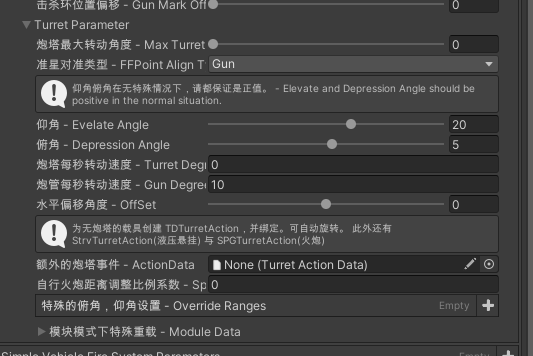 击杀环位置偏移 - Gun Mark Off 0
Turret Parameter
炮塔最大转动角度 - Max Turret 0
准星对准类型 - FFPoint Align T Gun
仰角俯角在无特殊情况下，请都保证是正值。 - Elevate and Depression Angle should be
positive in the normal situation.
仰角 - Evelate Angle 20
俯角 - Depression Angle 5
炮塔每秒转动速度 - Turret Degr 0
炮管每秒转动速度 - Gun Degree 10
水平偏移角度 - OffSet 0
为无炮塔的载具创建 TDTurretAction，并绑定。可自动旋转。 此外还有
StrvTurretAction(液压悬挂) 与 SPGTurretAction(火炮)
额外的炮塔事件 - ActionData None (Turret Action Data)
自行火炮距离调整比例系数 - Sp 0
特殊的俯角，仰角设置 - Override Ranges Empty
模块模式下特殊重载 - Module Data
Simple Vehicle Fire System Parameters Empty